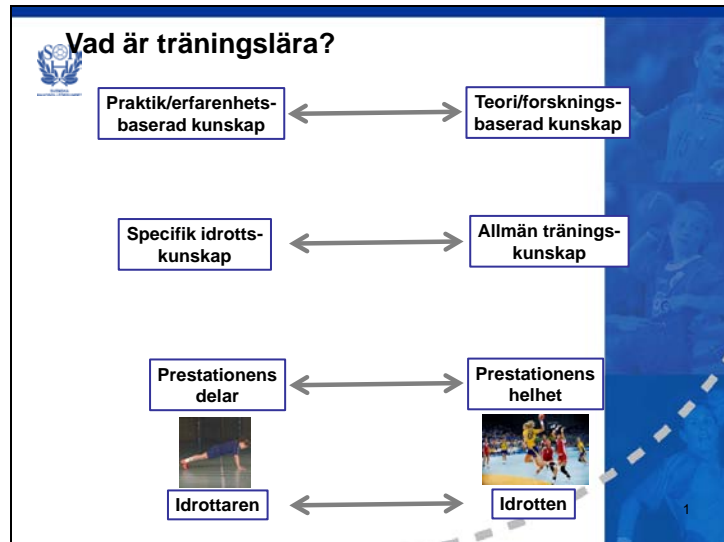 Vad är träningslära?
Praktik/erfarenhets-
baserad kunskap
Teori/forsknings-
baserad kunskap
Specifik idrotts-
kunskap
Allmän tränings-
kunskap
Prestationens
delar
Prestationens
helhet
Idrottaren
Idrotten
1